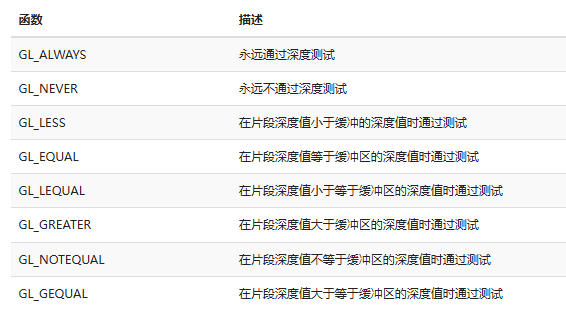 函数 描述
GL_ALWAYS 永远通过深度测试
GL_NEVER 永远不通过深度测试
GL_LESS 在片段深度值小于缓冲的深度值时通过测试
GL_EQUAL 在片段深度值等于缓冲区的深度值时通过测试
GL_LEQUAL 在片段深度值小于等于缓冲区的深度值时通过测试
GL_GREATER 在片段深度值大于缓冲区的深度值时通过测试
GL_NOTEQUAL 在片段深度值不等于缓冲区的深度值时通过测试
GL_GEQUAL 在片段深度值大于等于缓冲区的深度值时通过测试